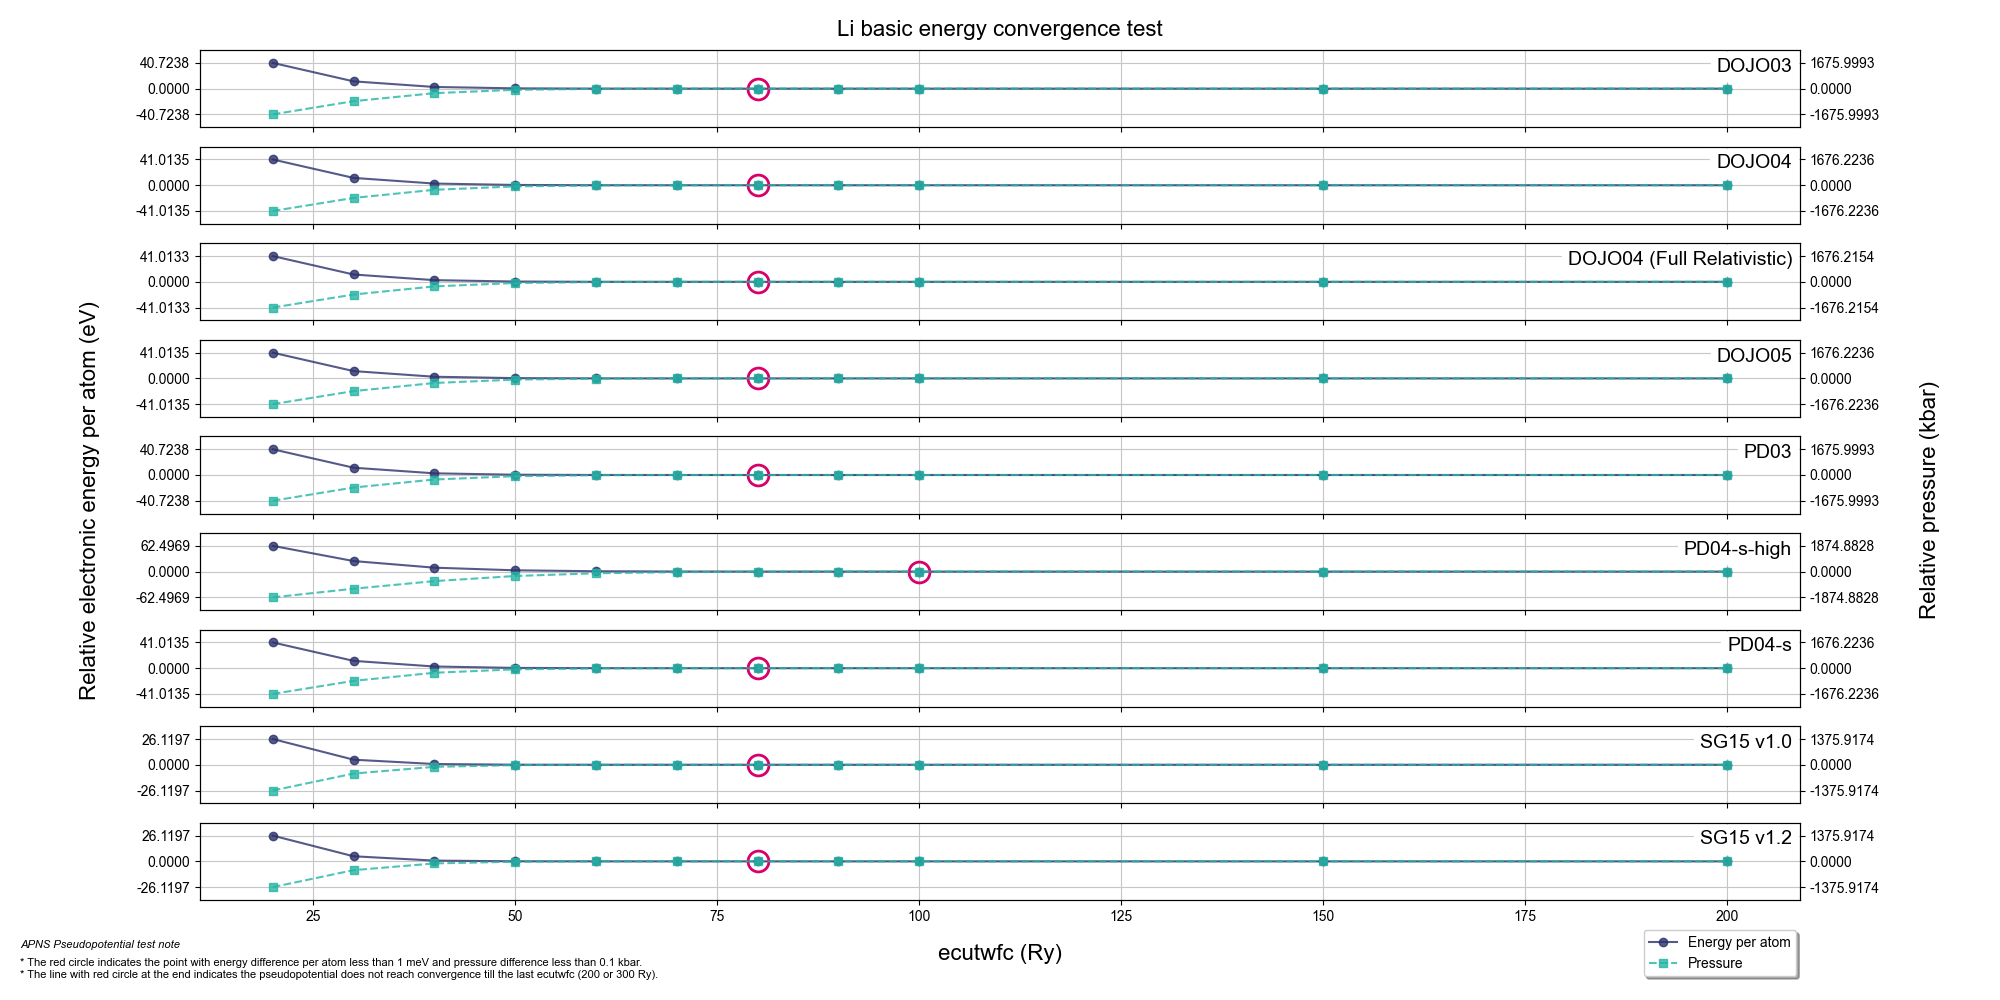 Li basic energy convergence test
40.7238
0.0000
-40.7238
DOJO03
1675.9993
0.0000
-1675.9993
41.0135
0.0000
-41.0135
DOJO04
1676.2236
0.0000
-1676.2236
41.0133
0.0000
-41.0133
DOJO04 (Full Relativistic)
1676.2154
0.0000
-1676.2154
41.0135
0.0000
-41.0135
DOJO05
1676.2236
0.0000
-1676.2236
40.7238
0.0000
-40.7238
PD03
1675.9993
0.0000
-1675.9993
62.4969
0.0000
-62.4969
PD04-s-high
1874.8828
0.0000
-1874.8828
41.0135
0.0000
-41.0135
PD04-s
1676.2236
0.0000
-1676.2236
26.1197
0.0000
-26.1197
SG15 v1.0
1375.9174
0.0000
-1375.9174
26.1197
0.0000
-26.1197
SG15 v1.2
1375.9174
0.0000
-1375.9174
Relative electronic energy per atom (eV)
Relative pressure (kbar)
25 50 75 100 125 150 175 200
ecutwfc (Ry)
Energy per atom
Pressure
APNS Pseudopotential test note
* The red circle indicates the point with energy difference per atom less than 1 meV and pressure difference less than 0.1 kbar.
* The line with red circle at the end indicates the pseudopotential does not reach convergence till the last ecutwfc (200 or 300 Ry).